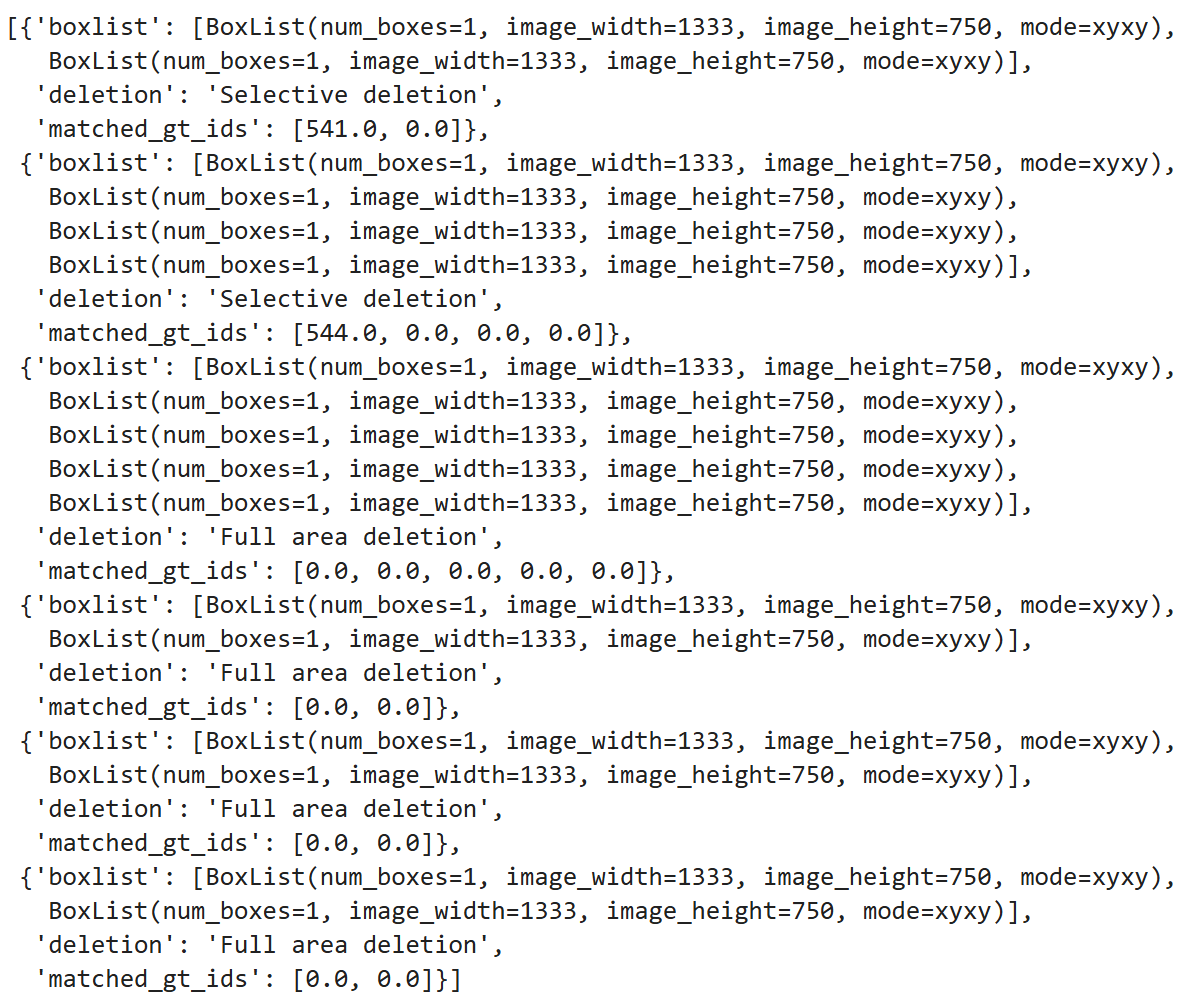 [{'boxlist': [BoxList(num_boxes=1, image_width=1333, image_height=750, mode=xyxy),
BoxList(num_boxes=1, image_width=1333, image_height=750, mode=xyxy)],
'deletion': 'Selective deletion',
'matched_gt_ids': [541.0, 0.0]},
{'boxlist': [BoxList(num_boxes=1, image_width=1333, image_height=750, mode=xyxy),
BoxList(num_boxes=1, image_width=1333, image_height=750, mode=xyxy),
BoxList(num_boxes=1, image_width=1333, image_height=750, mode=xyxy),
BoxList(num_boxes=1, image_width=1333, image_height=750, mode=xyxy)],
'deletion': 'Selective deletion',
'matched_gt_ids': [544.0, 0.0, 0.0, 0.0]},
{'boxlist': [BoxList(num_boxes=1, image_width=1333, image_height=750, mode=xyxy),
BoxList(num_boxes=1, image_width=1333, image_height=750, mode=xyxy),
BoxList(num_boxes=1, image_width=1333, image_height=750, mode=xyxy),
BoxList(num_boxes=1, image_width=1333, image_height=750, mode=xyxy),
BoxList(num_boxes=1, image_width=1333, image_height=750, mode=xyxy)],
'deletion': 'Full area deletion',
'matched_gt_ids': [0.0, 0.0, 0.0, 0.0, 0.0]},
{'boxlist': [BoxList(num_boxes=1, image_width=1333, image_height=750, mode=xyxy),
BoxList(num_boxes=1, image_width=1333, image_height=750, mode=xyxy)],
'deletion': 'Full area deletion',
'matched_gt_ids': [0.0, 0.0]},
{'boxlist': [BoxList(num_boxes=1, image_width=1333, image_height=750, mode=xyxy),
BoxList(num_boxes=1, image_width=1333, image_height=750, mode=xyxy)],
'deletion': 'Full area deletion',
'matched_gt_ids': [0.0, 0.0]},
{'boxlist': [BoxList(num_boxes=1, image_width=1333, image_height=750, mode=xyxy),
BoxList(num_boxes=1, image_width=1333, image_height=750, mode=xyxy)],
'deletion': 'Full area deletion',
'matched_gt_ids': [0.0, 0.0]}]